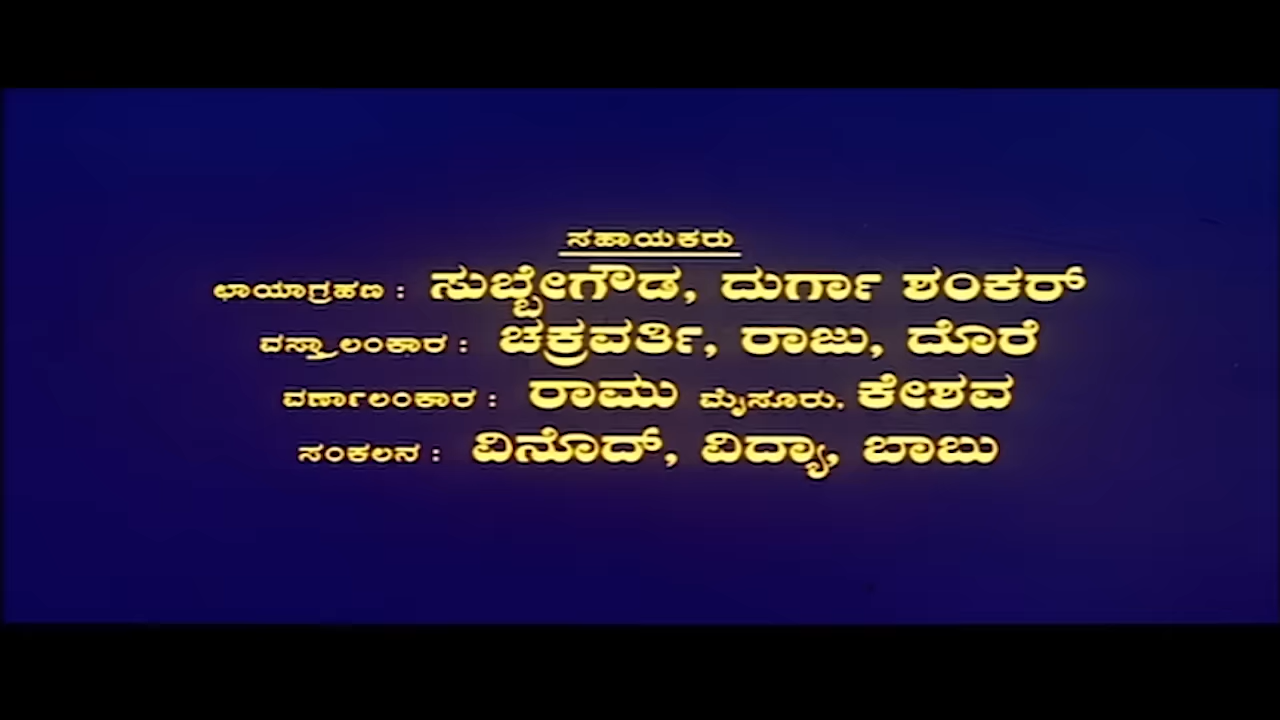 ಸಹಾಯಕರು
ಛಾಯಾಗ್ರಹಣ : ಸುಬ್ಬೇಗೌಡ, ದುರ್ಗಾ ಶಂಕರ್
ವಸ್ತ್ರಾಲಂಕಾರ : ಚಕ್ರವರ್ತಿ, ರಾಜು, ದೊರೆ
ವರ್ಣಾಲಂಕಾರ : ರಾಮು ಮೈಸೂರು, ಕೇಶವ
ಸಂಕಲನ : ವಿನೋದ್, ವಿದ್ಯಾ, ಬಾಬು